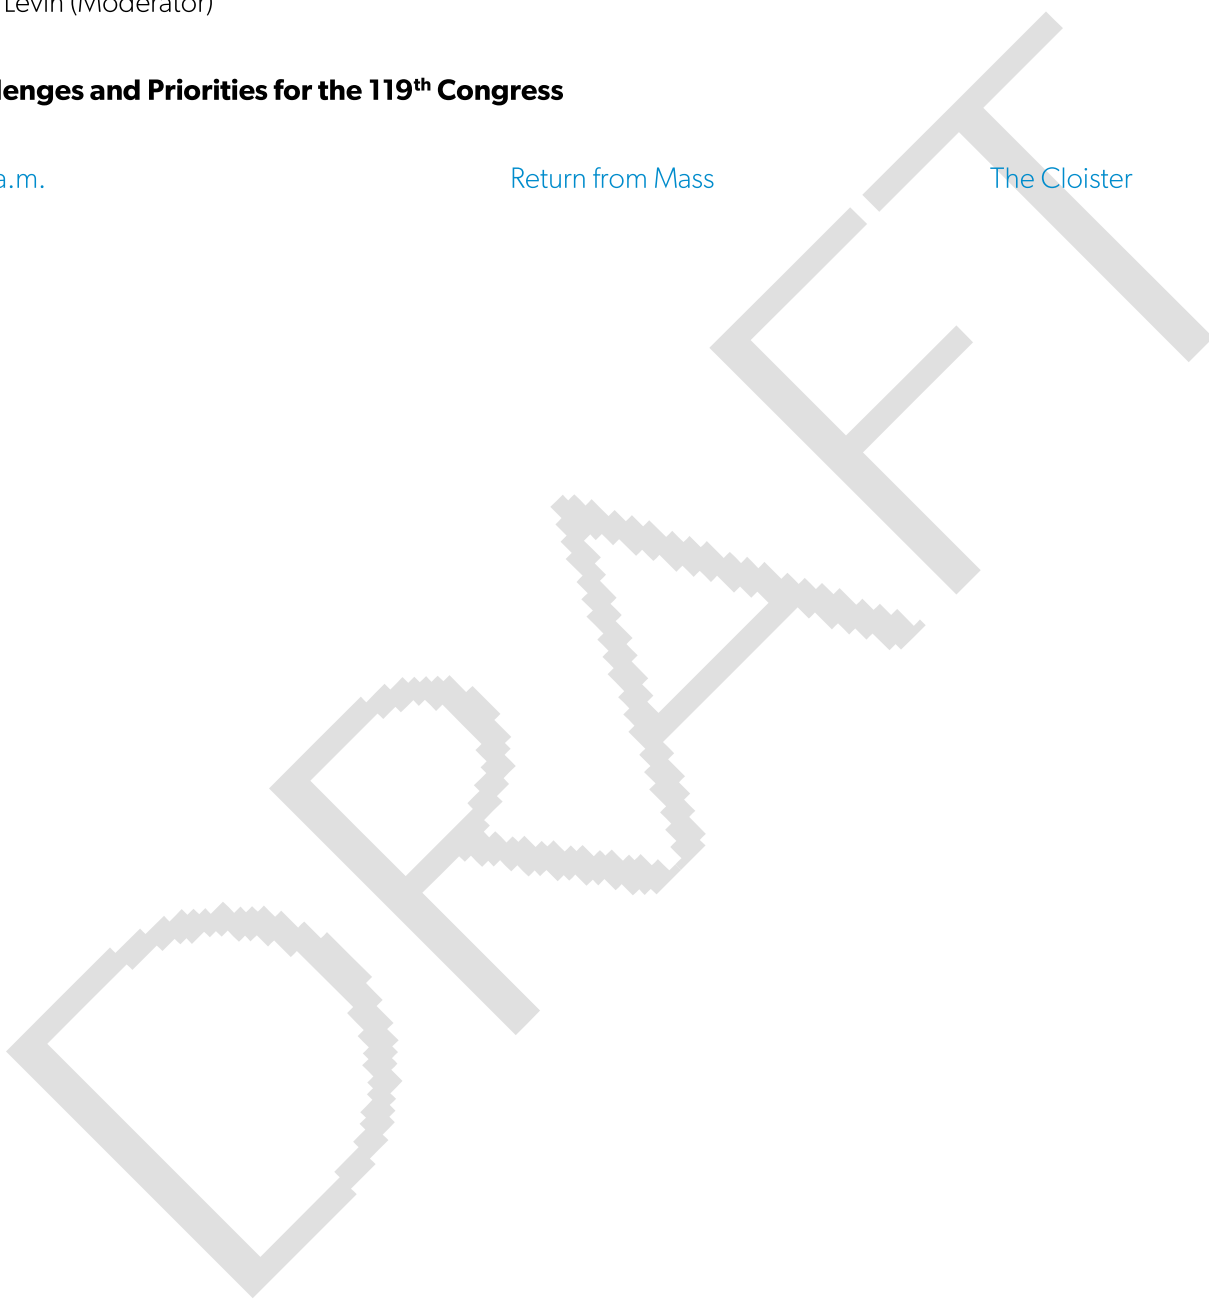 Levin (Moderator)
lenges and Priorities for the 119th Congress
a.m. Return from Mass The Cloister
DRAFT